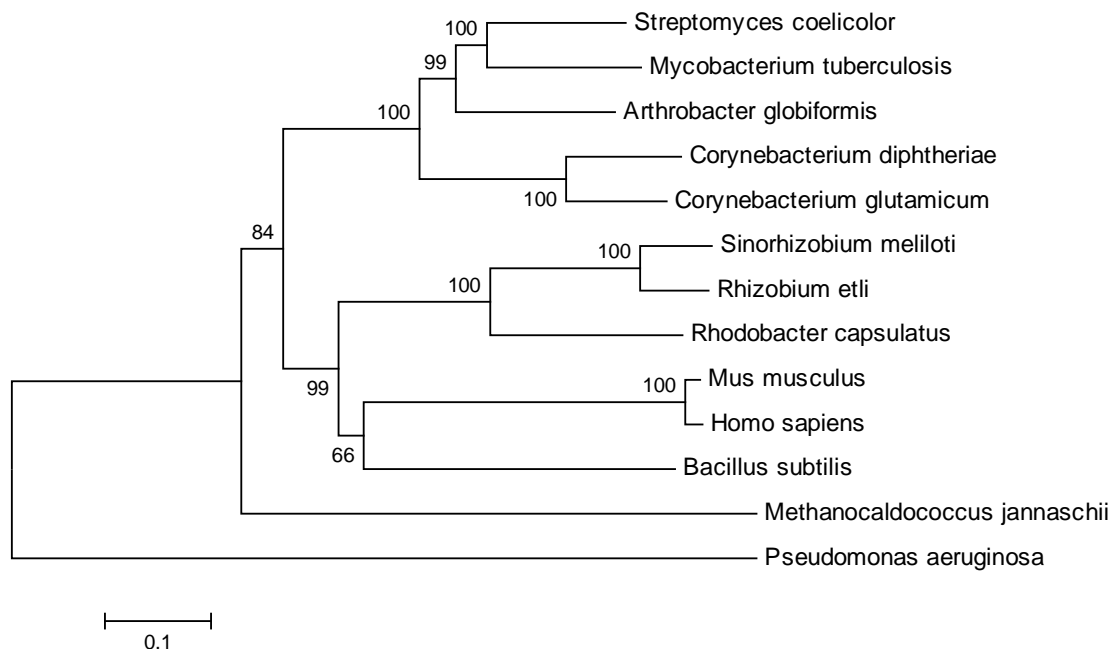 100
Streptomyces coelicolor
99
Mycobacterium tuberculosis
100
Arthrobacter globiformis
Corynebacterium diphtheriae
100
Corynebacterium glutamicum
84
100
Sinorhizobium meliloti
100
Rhizobium etli
Rhodobacter capsulatus
99
100
Mus musculus
Homo sapiens
66
Bacillus subtilis
Methanocaldococcus jannaschii
Pseudomonas aeruginosa
0.1